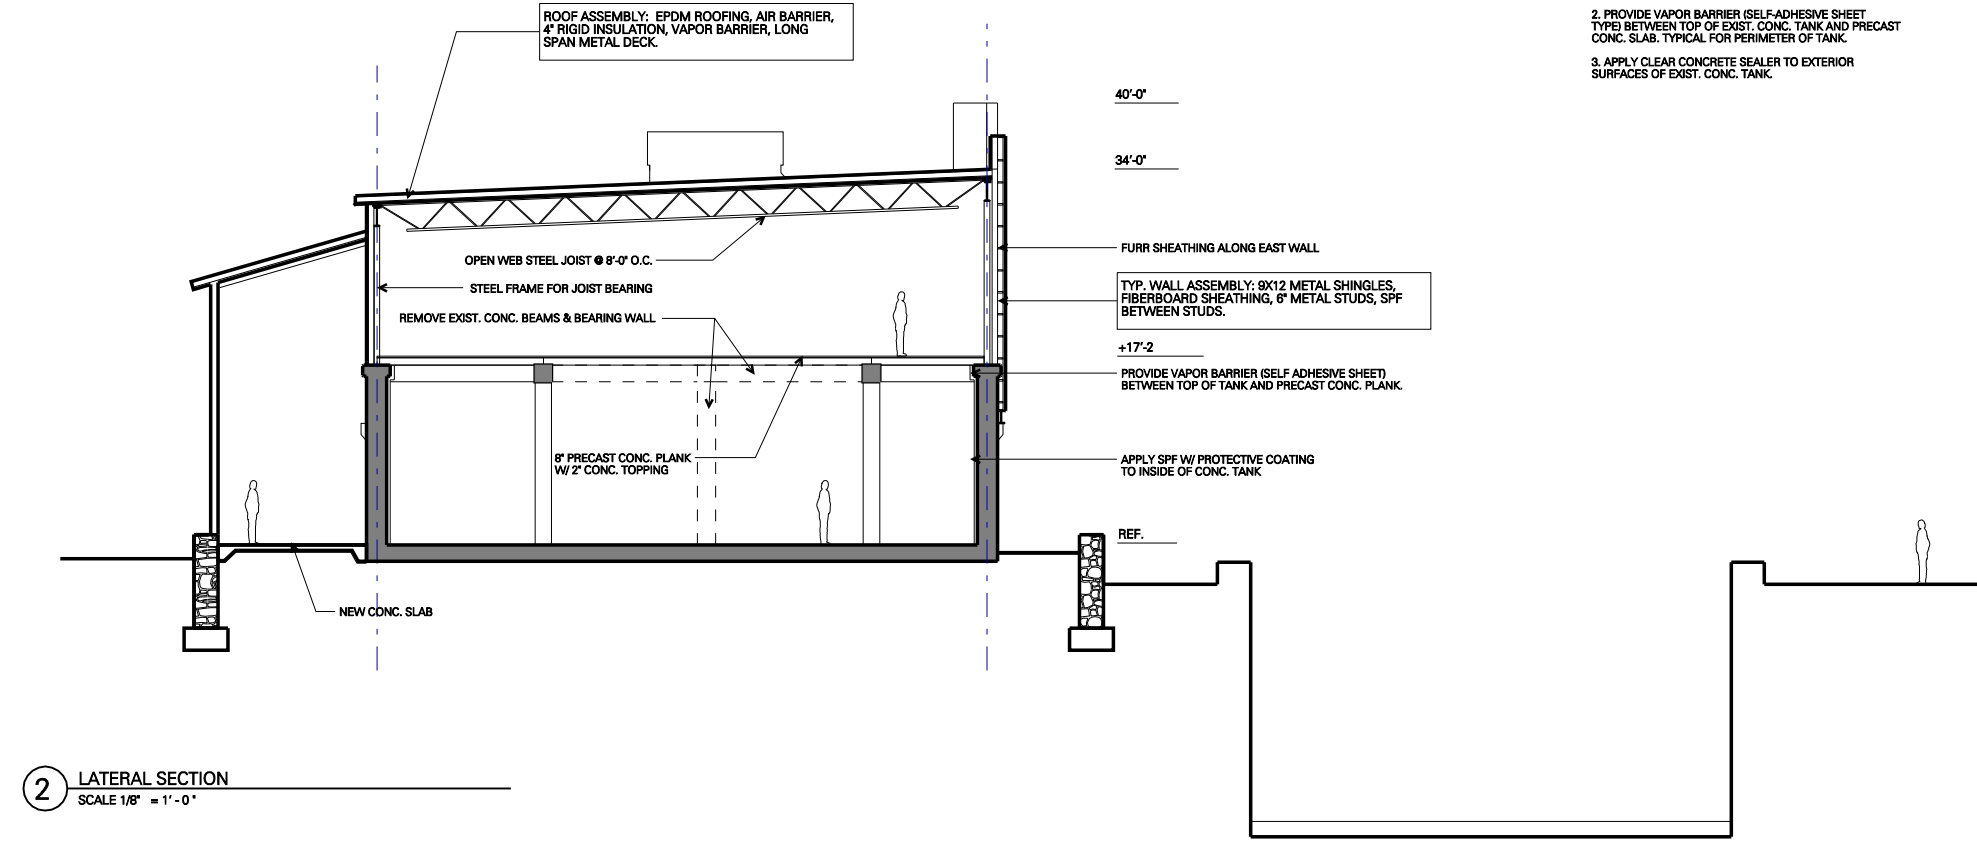 ROOF ASSEMBLY: EPDM ROOFING, AIR BARRIER,
4" RIGID INSULATION, VAPOR BARRIER, LONG
SPAN METAL DECK.
2. PROVIDE VAPOR BARRIER (SELF-ADHESIVE SHEET
TYPE) BETWEEN TOP OF EXIST. CONC. TANK AND PRECAST
CONC. SLAB. TYPICAL FOR PERIMETER OF TANK.
3. APPLY CLEAR CONCRETE SEALER TO EXTERIOR
SURFACES OF EXIST. CONC. TANK.
40'-0"
34'-0"
OPEN WEB STEEL JOIST @ 8'-0" O.C.
STEEL FRAME FOR JOIST BEARING
REMOVE EXIST. CONC. BEAMS & BEARING WALL
FURR SHEATHING ALONG EAST WALL
TYP. WALL ASSEMBLY: 9X12 METAL SHINGLES,
FIBERBOARD SHEATHING, 6" METAL STUDS, SPF
BETWEEN STUDS.
+17'-2
PROVIDE VAPOR BARRIER (SELF ADHESIVE SHEET)
BETWEEN TOP OF TANK AND PRECAST CONC. PLANK.
8" PRECAST CONC. PLANK
W/ 2" CONC. TOPPING
APPLY SPF W/ PROTECTIVE COATING
TO INSIDE OF CONC. TANK
REF.
NEW CONC. SLAB
2 LATERAL SECTION
SCALE 1/8" = 1' - 0 "